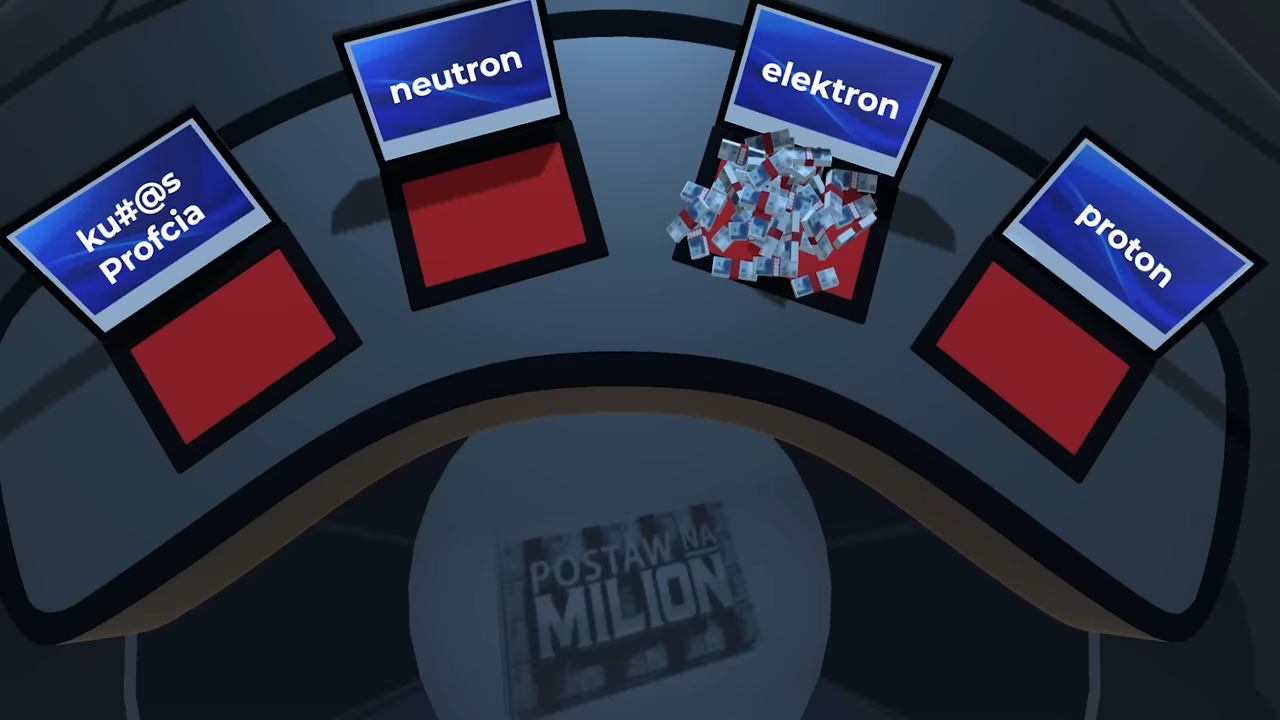 ku#@s
Profcia
neutron
elektron
proton
POSTAW NA
MILION